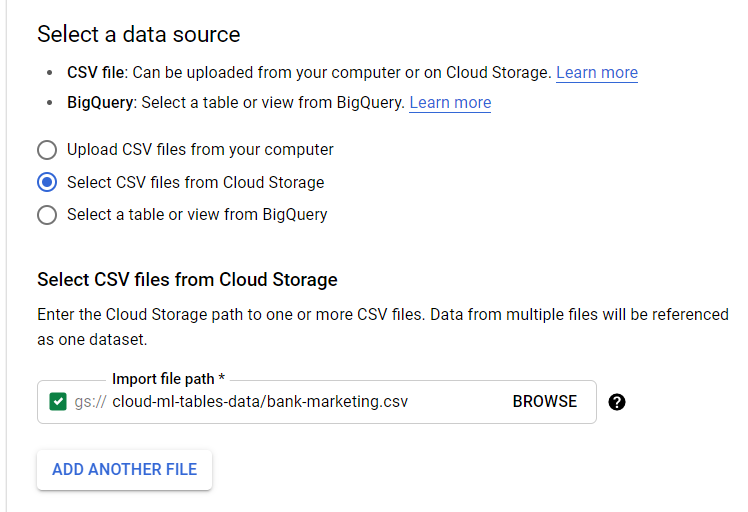 Select a data source
• CSV file: Can be uploaded from your computer or on Cloud Storage. Learn more
• BigQuery: Select a table or view from BigQuery. Learn more
Upload CSV files from your computer
Select CSV files from Cloud Storage
Select a table or view from BigQuery
Select CSV files from Cloud Storage
Enter the Cloud Storage path to one or more CSV files. Data from multiple files will be referenced
as one dataset.
Import file path *
gs:// cloud-ml-tables-data/bank-marketing.csv BROWSE ?
ADD ANOTHER FILE